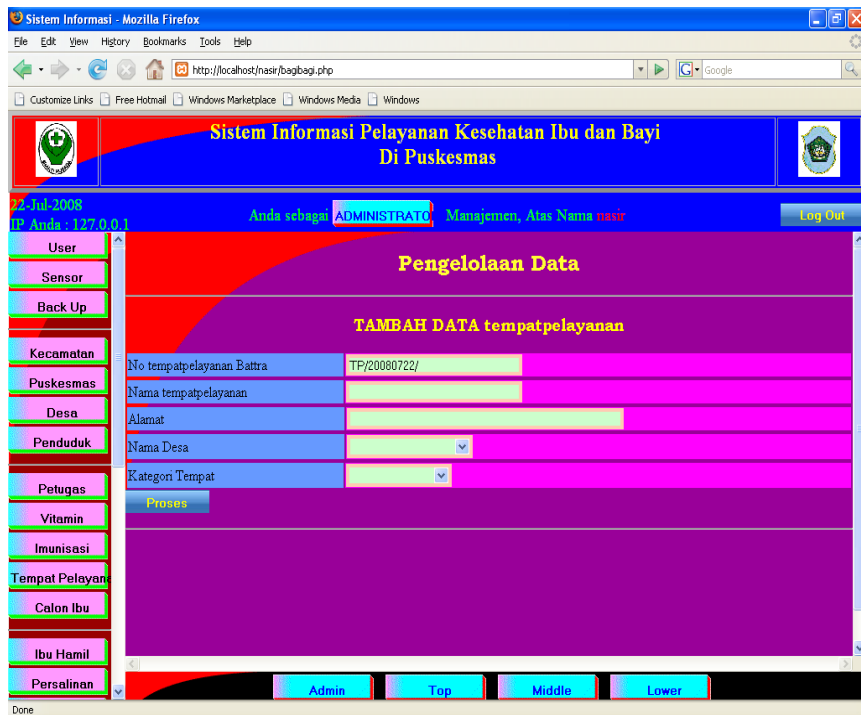 Sistem Informasi - Mozilla Firefox
File Edit View History Bookmarks Tools Help
http://localhost/nasir/bagibagi.php
G Google
Customize Links Free Hotmail Windows Marketplace Windows Media Windows
Sistem Informasi Pelayanan Kesehatan Ibu dan Bayi
Di Puskesmas
22-Jul-2008
IP Anda : 127.0.0.1
Anda sebagai ADMINISTRATO Manajemen, Atas Nama nasir
Log Out
User
Sensor
Back Up
Kecamatan
Puskesmas
Desa
Penduduk
Petugas
Vitamin
Imunisasi
Tempat Pelayana
Calon Ibu
Ibu Hamil
Persalinan
Pengelolaan Data
TAMBAH DATA tempatpelayanan
No tempatpelayanan Battra TP/20080722/
Nama tempatpelayanan
Alamat
Nama Desa
Kategori Tempat
Proses
Admin Top Middle Lower
Done